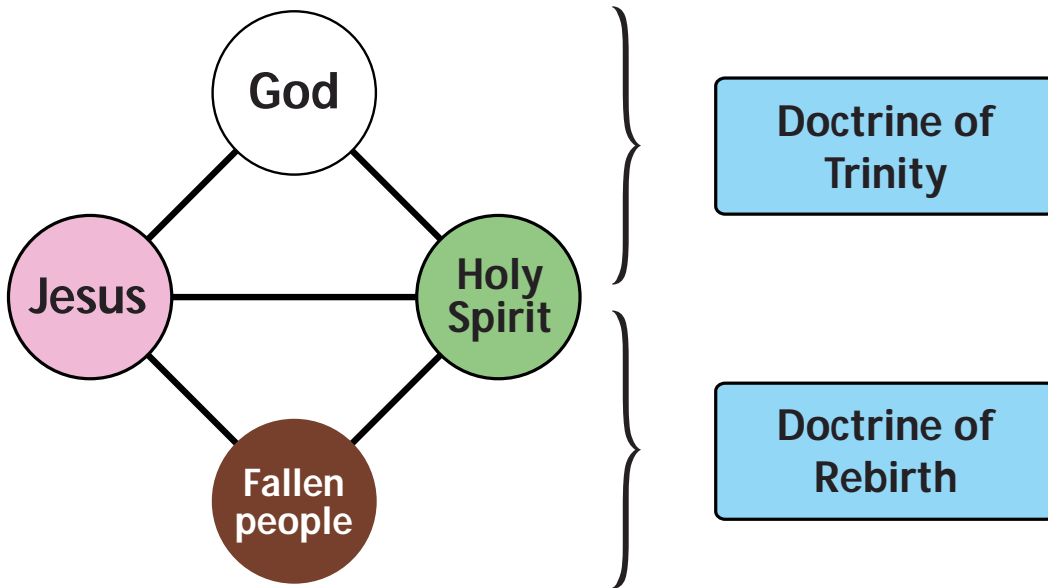 God
Doctrine of
Trinity
Jesus
Holy
Spirit
Doctrine of
Rebirth
Fallen
people